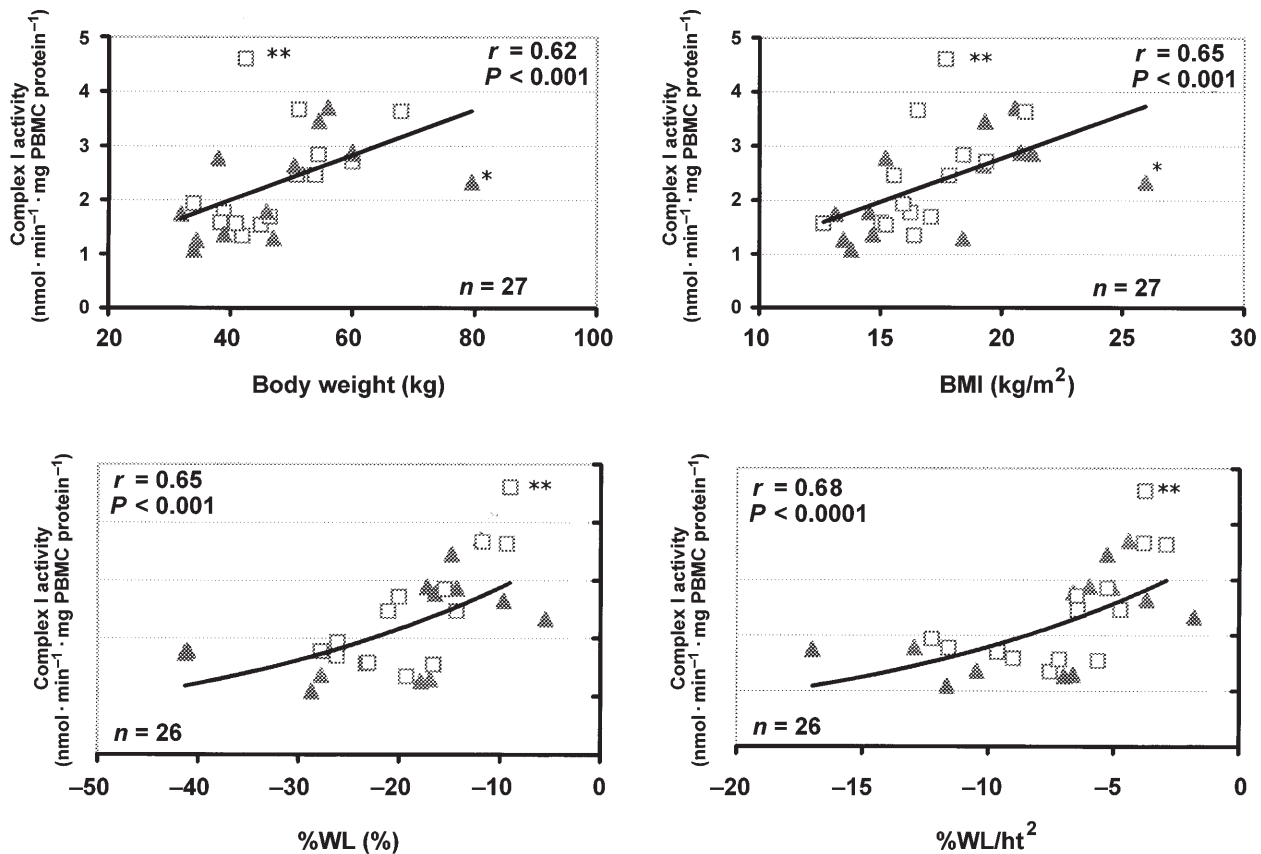 Complex I activity
(nmol · min⁻¹ · mg PBMC protein⁻¹)
5
4
3
2
1
0
**
r = 0.62
P < 0.001
*
n = 27
20
40
60
80
100
Body weight (kg)
Complex I activity
(nmol · min⁻¹ · mg PBMC protein⁻¹)
5
4
3
2
1
0
**
r = 0.65
P < 0.001
*
n = 27
10
15
20
25
30
BMI (kg/m²)
Complex I activity
(nmol · min⁻¹ · mg PBMC protein⁻¹)
r = 0.65
P < 0.001
**
n = 26
–50
–40
–30
–20
–10
0
%WL (%)
Complex I activity
(nmol · min⁻¹ · mg PBMC protein⁻¹)
r = 0.68
P < 0.0001
**
n = 26
–20
–15
–10
–5
0
%WL/ht²